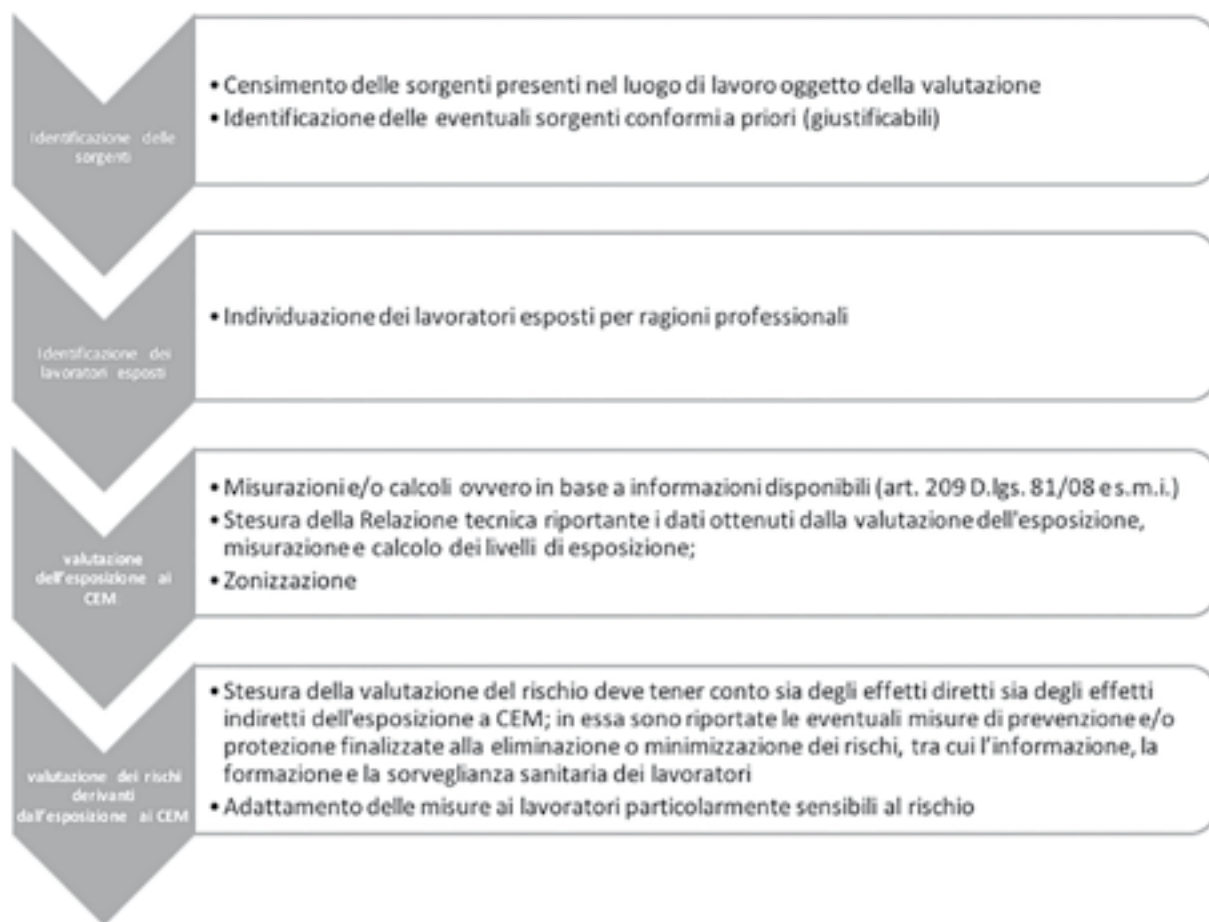 Identificazione delle
sorgenti
• Censimento delle sorgenti presenti nel luogo di lavoro oggetto della valutazione
• Identificazione delle eventuali sorgenti conformi a priori (giustificabili)
Identificazione dei
lavoratori esposti
• Individuazione dei lavoratori esposti per ragioni professionali
valutazione
dell'esposizione ai
CEM
• Misurazioni e/o calcoli ovvero in base a informazioni disponibili (art. 209 D.lgs. 81/08 e s.m.i.)
• Stesura della Relazione tecnica riportante i dati ottenuti dalla valutazione dell'esposizione,
misurazione e calcolo dei livelli di esposizione;
• Zonizzazione
valutazione dei rischi
derivanti
dall'esposizione ai CEM
• Stesura della valutazione del rischio deve tener conto sia degli effetti diretti sia degli effetti
indiretti dell'esposizione a CEM; in essa sono riportate le eventuali misure di prevenzione e/o
protezione finalizzate alla eliminazione o minimizzazione dei rischi, tra cui l'informazione, la
formazione e la sorveglianza sanitaria dei lavoratori
• Adattamento delle misure ai lavoratori particolarmente sensibili al rischio